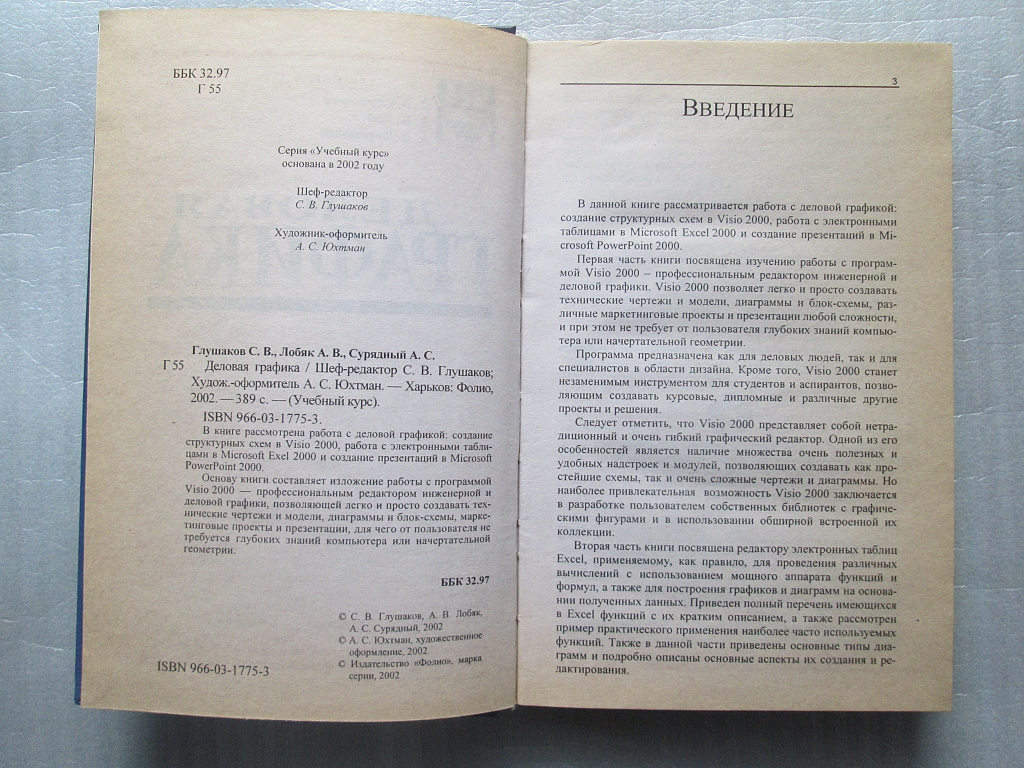 ББК 32.97
Г 55
Серия «Учебный курс»
основана в 2002 году
Шеф-редактор
С. В. Глушаков
Художник-оформитель
А. С. Юхтман
Глушаков С. В., Лобяк А. В., Сурядный А. С.
Г 55 Деловая графика / Шеф-редактор С. В. Глушаков;
Худож.-оформитель А. С. Юхтман. — Харьков: Фолио,
2002. — 389 с. — (Учебный курс).
ISBN 966-03-1775-3.
В книге рассмотрена работа с деловой графикой: создание
структурных схем в Visio 2000, работа с электронными табли-
цами в Microsoft Exel 2000 и создание презентаций в Microsoft
PowerPoint 2000.
Основу книги составляет изложение работы с программой
Visio 2000 — профессиональным редактором инженерной и
деловой графики, позволяющей легко и просто создавать тех-
нические чертежи и модели, диаграммы и блок-схемы, марке-
тинговые проекты и презентации, для чего от пользователя не
требуется глубоких знаний компьютера или начертательной
геометрии.
ББК 32.97
© С. В. Глушаков, А. В. Лобяк,
А. С. Сурядный, 2002
© А. С. Юхтман, художественное
оформление, 2002
© Издательство «Фолио», марка
серии, 2002
ISBN 966-03-1775-3
3
Введение
В данной книге рассматривается работа с деловой графикой:
создание структурных схем в Visio 2000, работа с электронными
таблицами в Microsoft Excel 2000 и создание презентаций в Mi-
crosoft PowerPoint 2000.
Первая часть книги посвящена изучению работы с програм-
мой Visio 2000 – профессиональным редактором инженерной и
деловой графики. Visio 2000 позволяет легко и просто создавать
технические чертежи и модели, диаграммы и блок-схемы, раз-
личные маркетинговые проекты и презентации любой сложности,
и при этом не требует от пользователя глубоких знаний компью-
тера или начертательной геометрии.
Программа предназначена как для деловых людей, так и для
специалистов в области дизайна. Кроме того, Visio 2000 станет
незаменимым инструментом для студентов и аспирантов, позво-
ляющим создавать курсовые, дипломные и различные другие
проекты и решения.
Следует отметить, что Visio 2000 представляет собой нетра-
диционный и очень гибкий графический редактор. Одной из его
особенностей является наличие множества очень полезных и
удобных надстроек и модулей, позволяющих создавать как про-
стейшие схемы, так и очень сложные чертежи и диаграммы. Но
наиболее привлекательная возможность Visio 2000 заключается
в разработке пользователем собственных библиотек с графиче-
скими фигурами и в использовании обширной встроенной их
коллекции.
Вторая часть книги посвящена редактору электронных таблиц
Excel, применяемому, как правило, для проведения различных
вычислений с использованием мощного аппарата функций и
формул, а также для построения графиков и диаграмм на основа-
нии полученных данных. Приведен полный перечень имеющихся
в Excel функций с их кратким описанием, а также рассмотрен
пример практического применения наиболее часто используемых
функций. Также в данной части приведены основные типы диа-
грамм и подробно описаны основные аспекты их создания и ре-
дактирования.